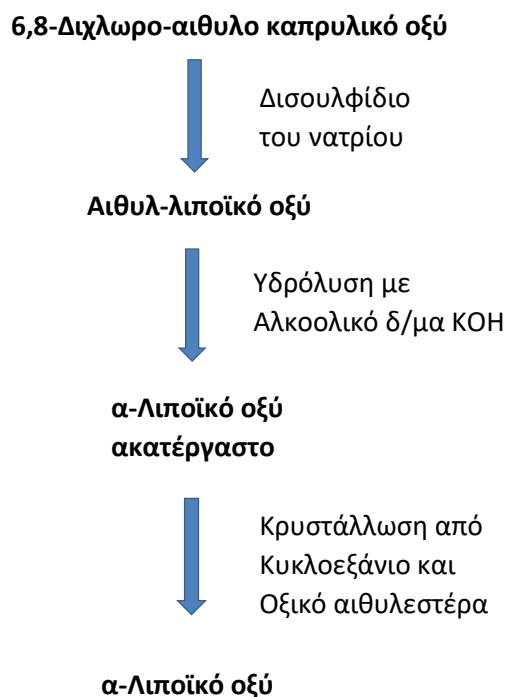 6,8-Διχλωρο-αιθυλο καπρυλικό οξύ
Δισουλφίδιο
του νατρίου
Αιθυλ-λιποϊκό οξύ
Υδρόλυση με
Αλκοολικό δ/μα ΚΟΗ
α-Λιποϊκό οξύ
ακατέργαστο
Κρυστάλλωση από
Κυκλοεξάνιο και
Οξικό αιθυλεστέρα
α-Λιποϊκό οξύ